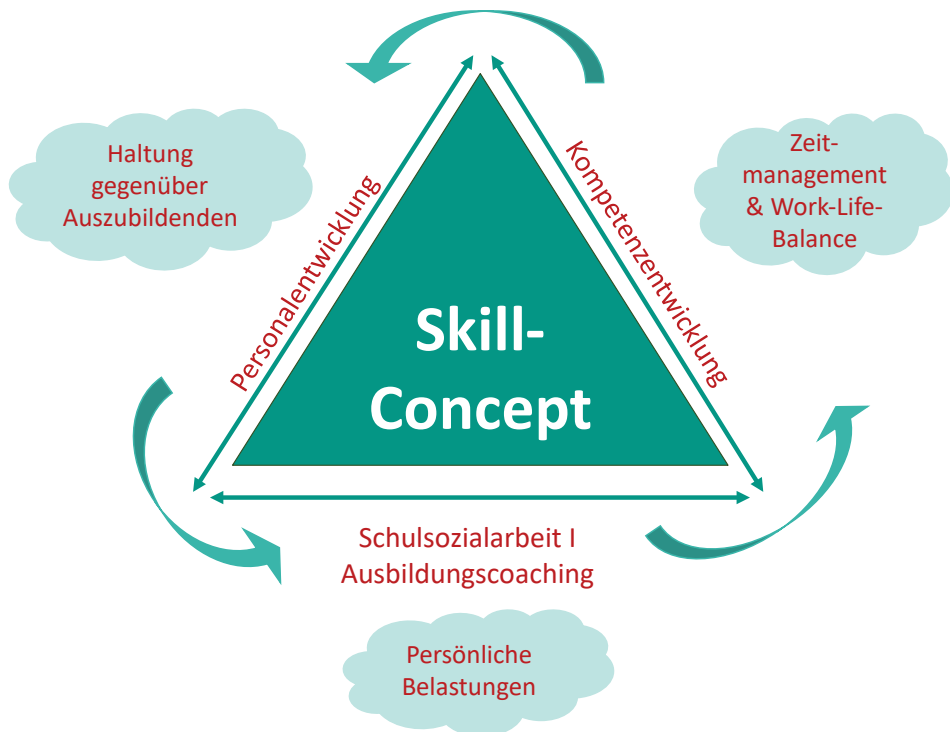 Haltung
gegenüber
Auszubildenden
Personalentwicklung
Kompetenzentwicklung
Zeit-
management
& Work-Life-
Balance
Skill-
Concept
Schulsozialarbeit I
Ausbildungscoaching
Persönliche
Belastungen